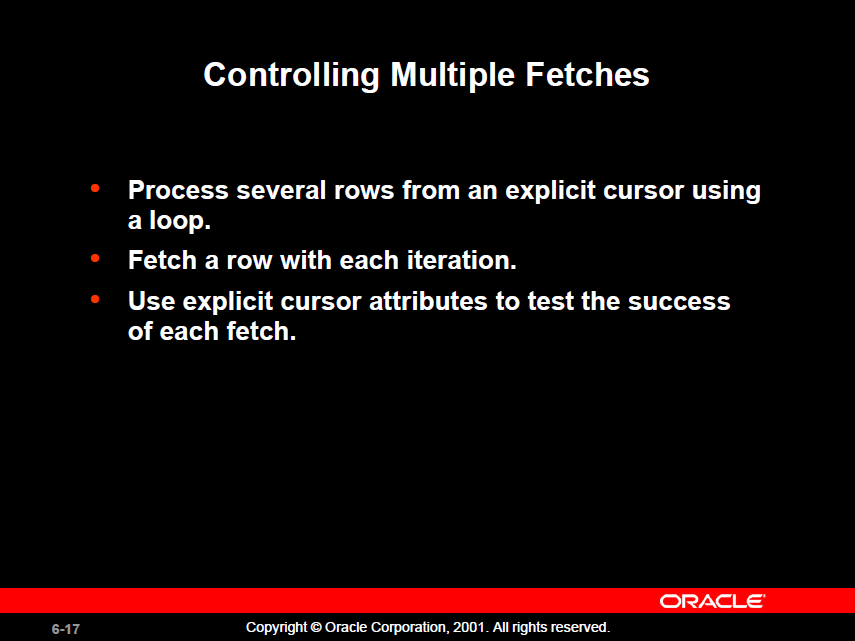 Controlling Multiple Fetches
• Process several rows from an explicit cursor using
a loop.
• Fetch a row with each iteration.
• Use explicit cursor attributes to test the success
of each fetch.
ORACLE®
6-17
Copyright © Oracle Corporation, 2001. All rights reserved.